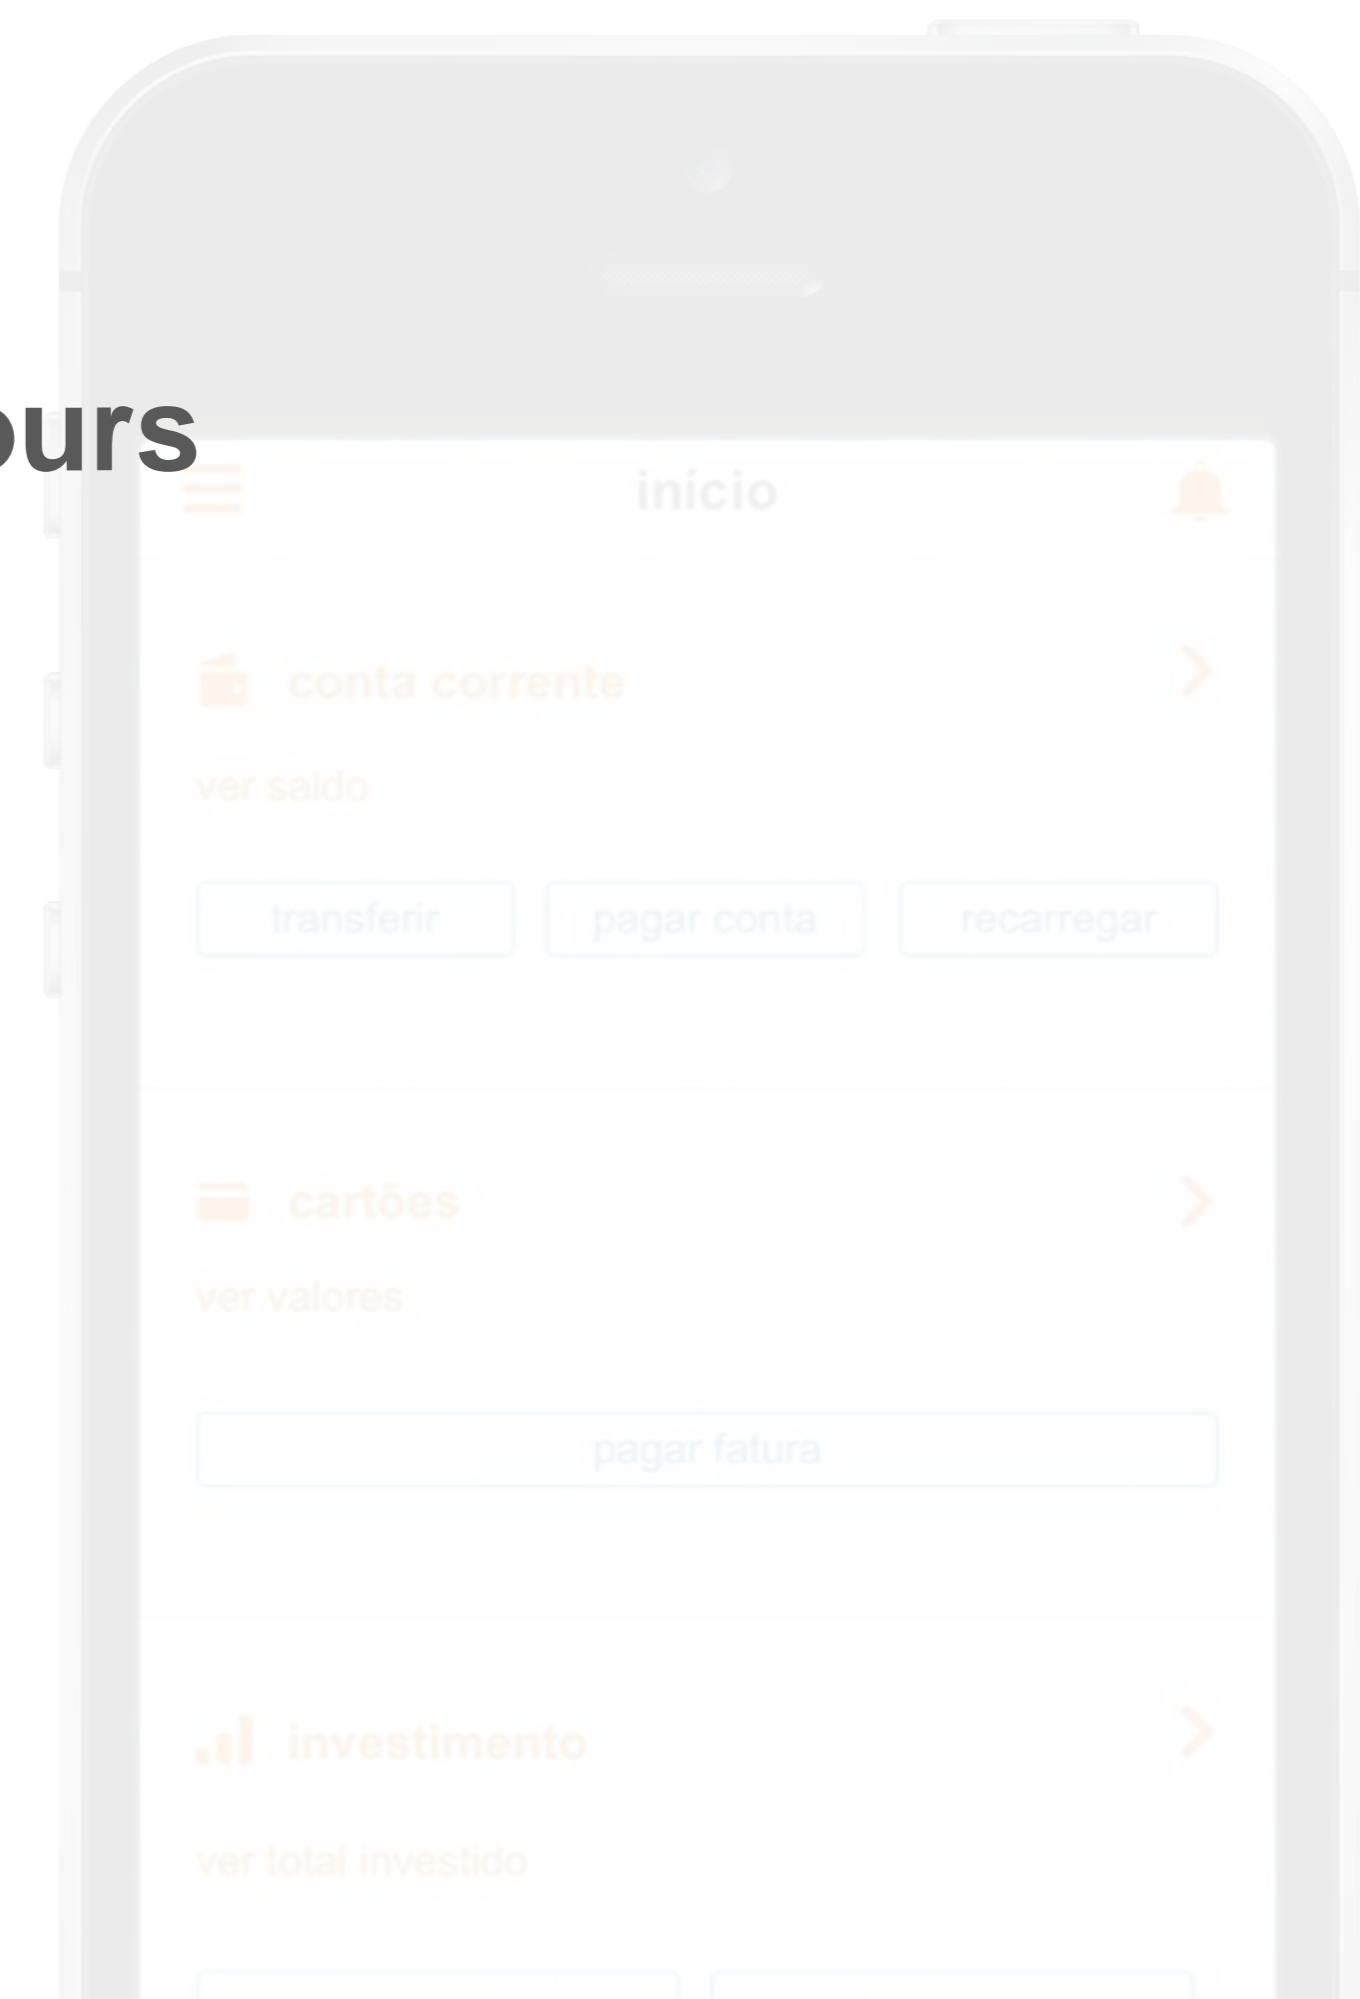 ours
início
conta corrente
ver saldo
transferir pagar conta recarregar
cartões
ver valores
pagar fatura
investimento
ver total investido